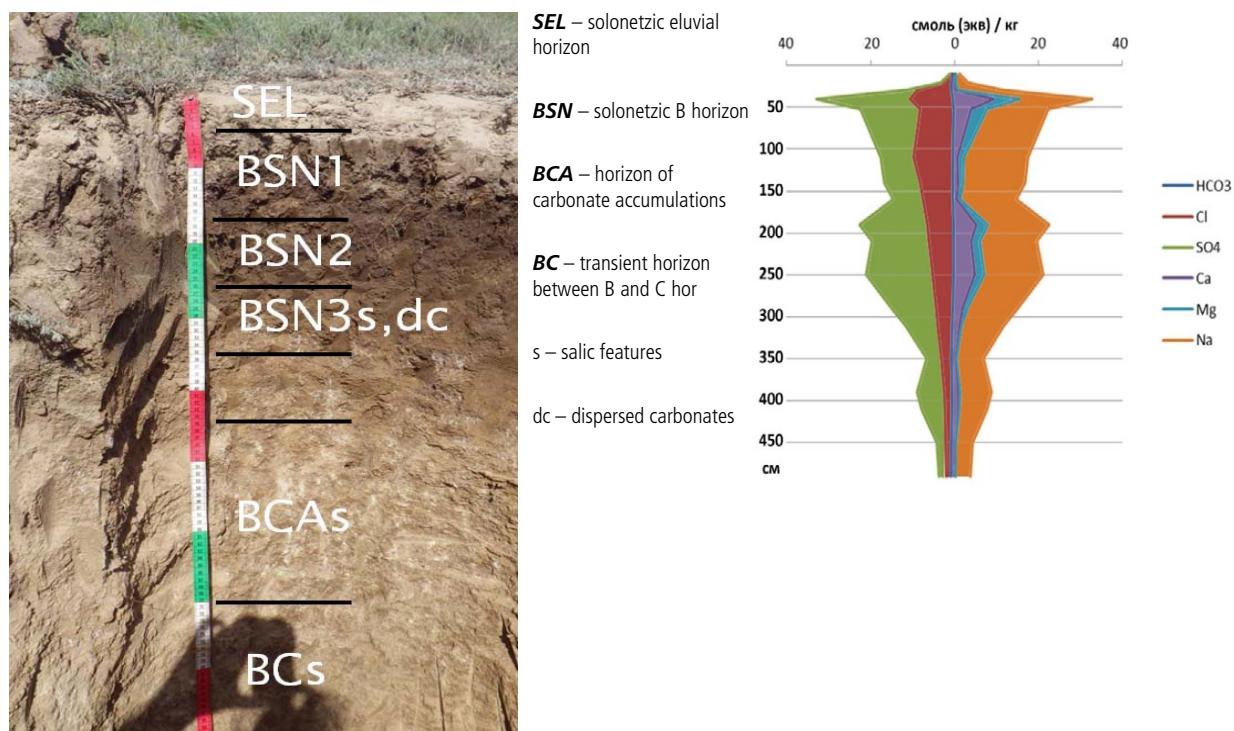 SEL
BSN1
BSN2
BSN3s,dc
BCAs
BCs
SEL – solonetzic eluvial
horizon
BSN – solonetzic B horizon
BCA – horizon of
carbonate accumulations
BC – transient horizon
between B and C hor
s – salic features
dc – dispersed carbonates
смоль (экв) / кг
40 20 0 20 40
50
100
150
200
250
300
350
400
450
см
HCO3
Cl
SO4
Ca
Mg
Na